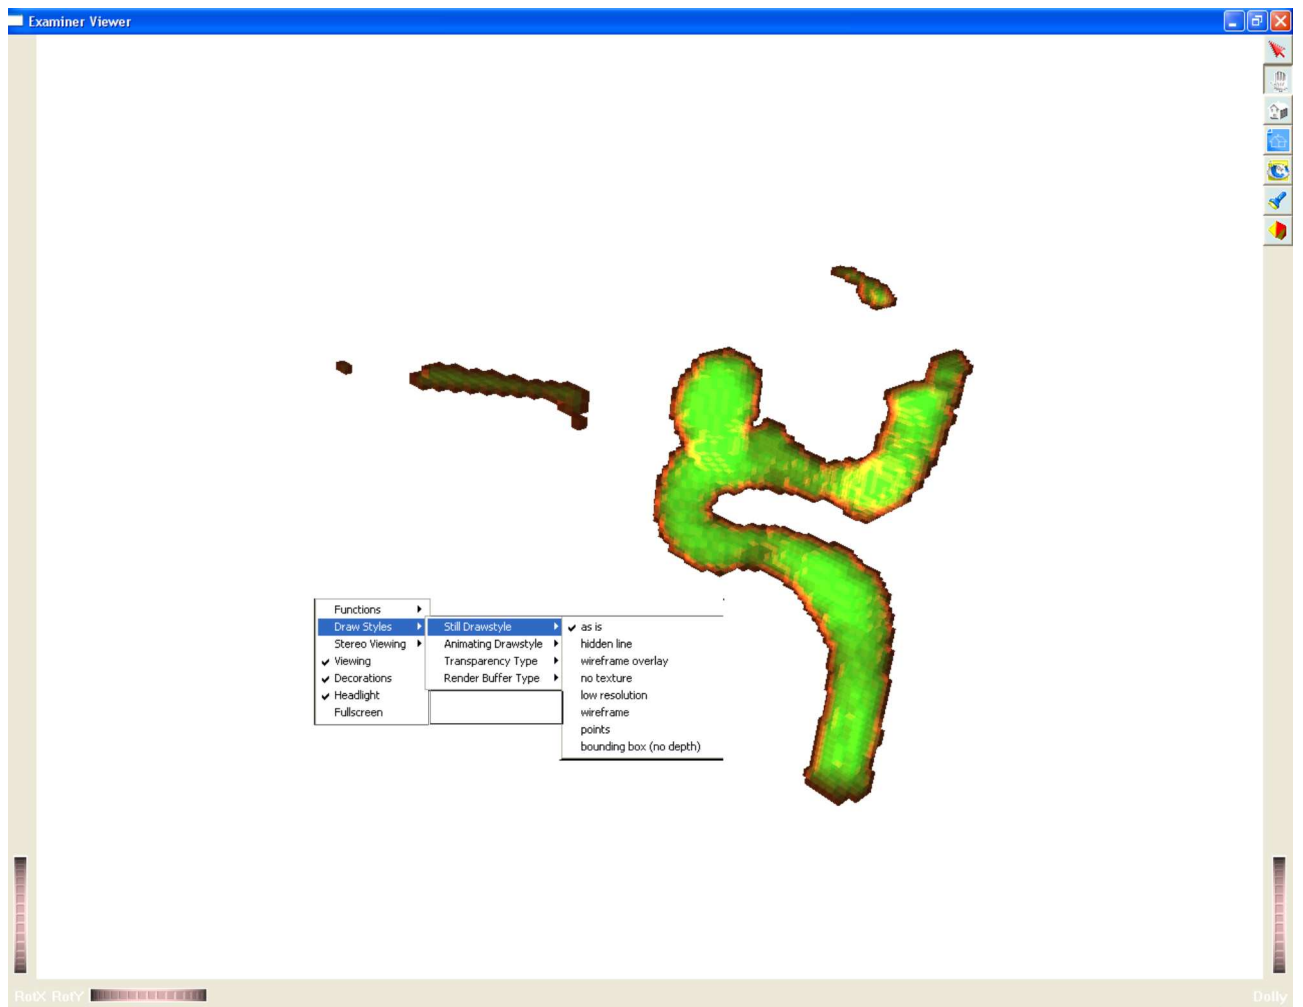 Examiner Viewer
Functions
Draw Styles
Stereo Viewing
Viewing
Decorations
Headlight
Fullscreen
Still Drawstyle
Animating Drawstyle
Transparency Type
Render Buffer Type
as is
hidden line
wireframe overlay
no texture
low resolution
wireframe
points
bounding box (no depth)
RotX RotY
Dolly